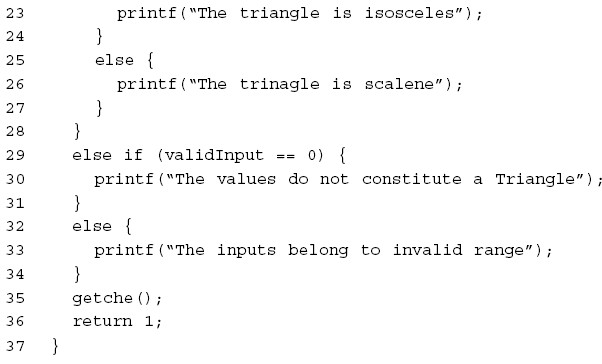 23 printf(“The triangle is isosceles”);
24 }
25 else {
26 printf(“The trinagle is scalene”);
27 }
28 }
29 else if (validInput == 0) {
30 printf(“The values do not constitute a Triangle”);
31 }
32 else {
33 printf(“The inputs belong to invalid range”);
34 }
35 getche();
36 return 1;
37 }